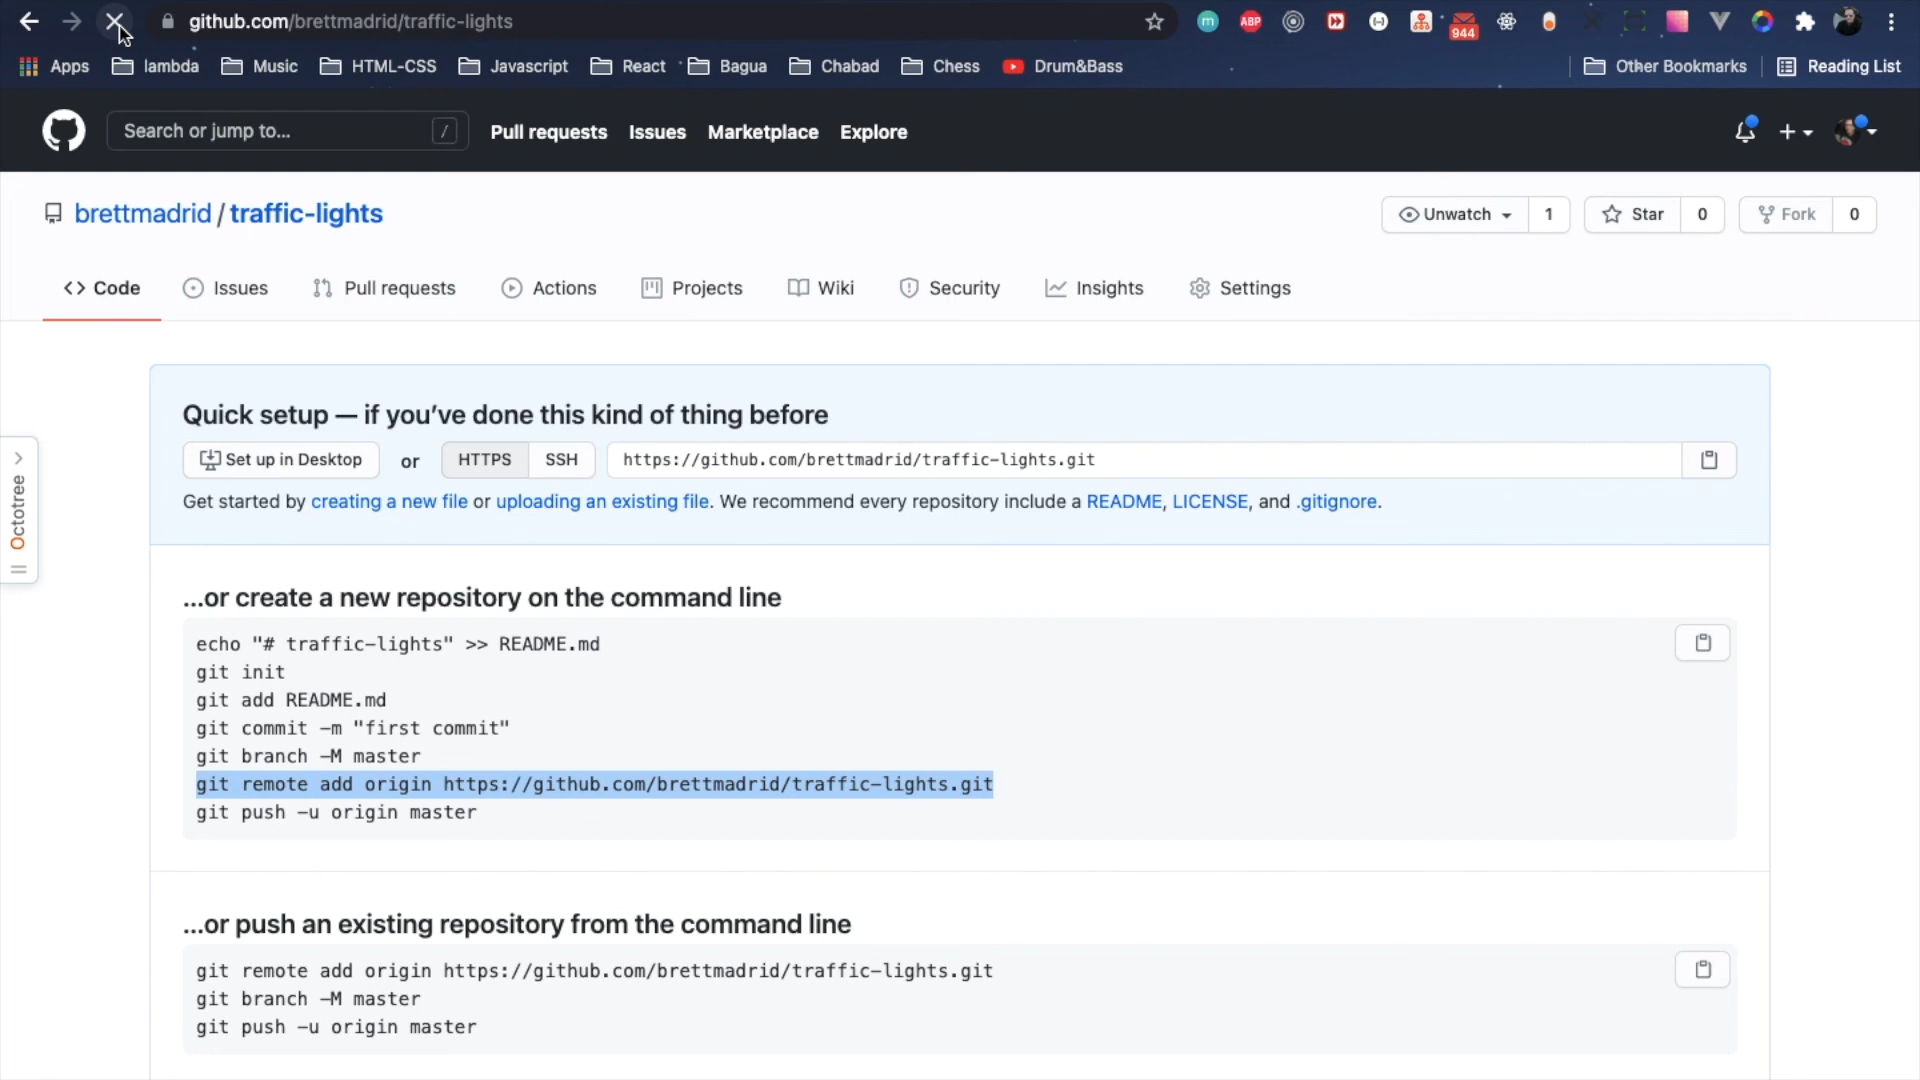 github.com/brettmadrid/traffic-lights
m ABP 944
Apps lambda Music HTML-CSS Javascript React Bagua Chabad Chess Drum&Bass Other Bookmarks Reading List
Search or jump to... / Pull requests Issues Marketplace Explore
brettmadrid / traffic-lights Unwatch 1 Star 0 Fork 0
Code Issues Pull requests Actions Projects Wiki Security Insights Settings
Octotree
Quick setup — if you've done this kind of thing before
Set up in Desktop or HTTPS SSH https://github.com/brettmadrid/traffic-lights.git
Get started by creating a new file or uploading an existing file. We recommend every repository include a README, LICENSE, and .gitignore.
...or create a new repository on the command line
echo "# traffic-lights" >> README.md
git init
git add README.md
git commit -m "first commit"
git branch -M master
git remote add origin https://github.com/brettmadrid/traffic-lights.git
git push -u origin master
...or push an existing repository from the command line
git remote add origin https://github.com/brettmadrid/traffic-lights.git
git branch -M master
git push -u origin master